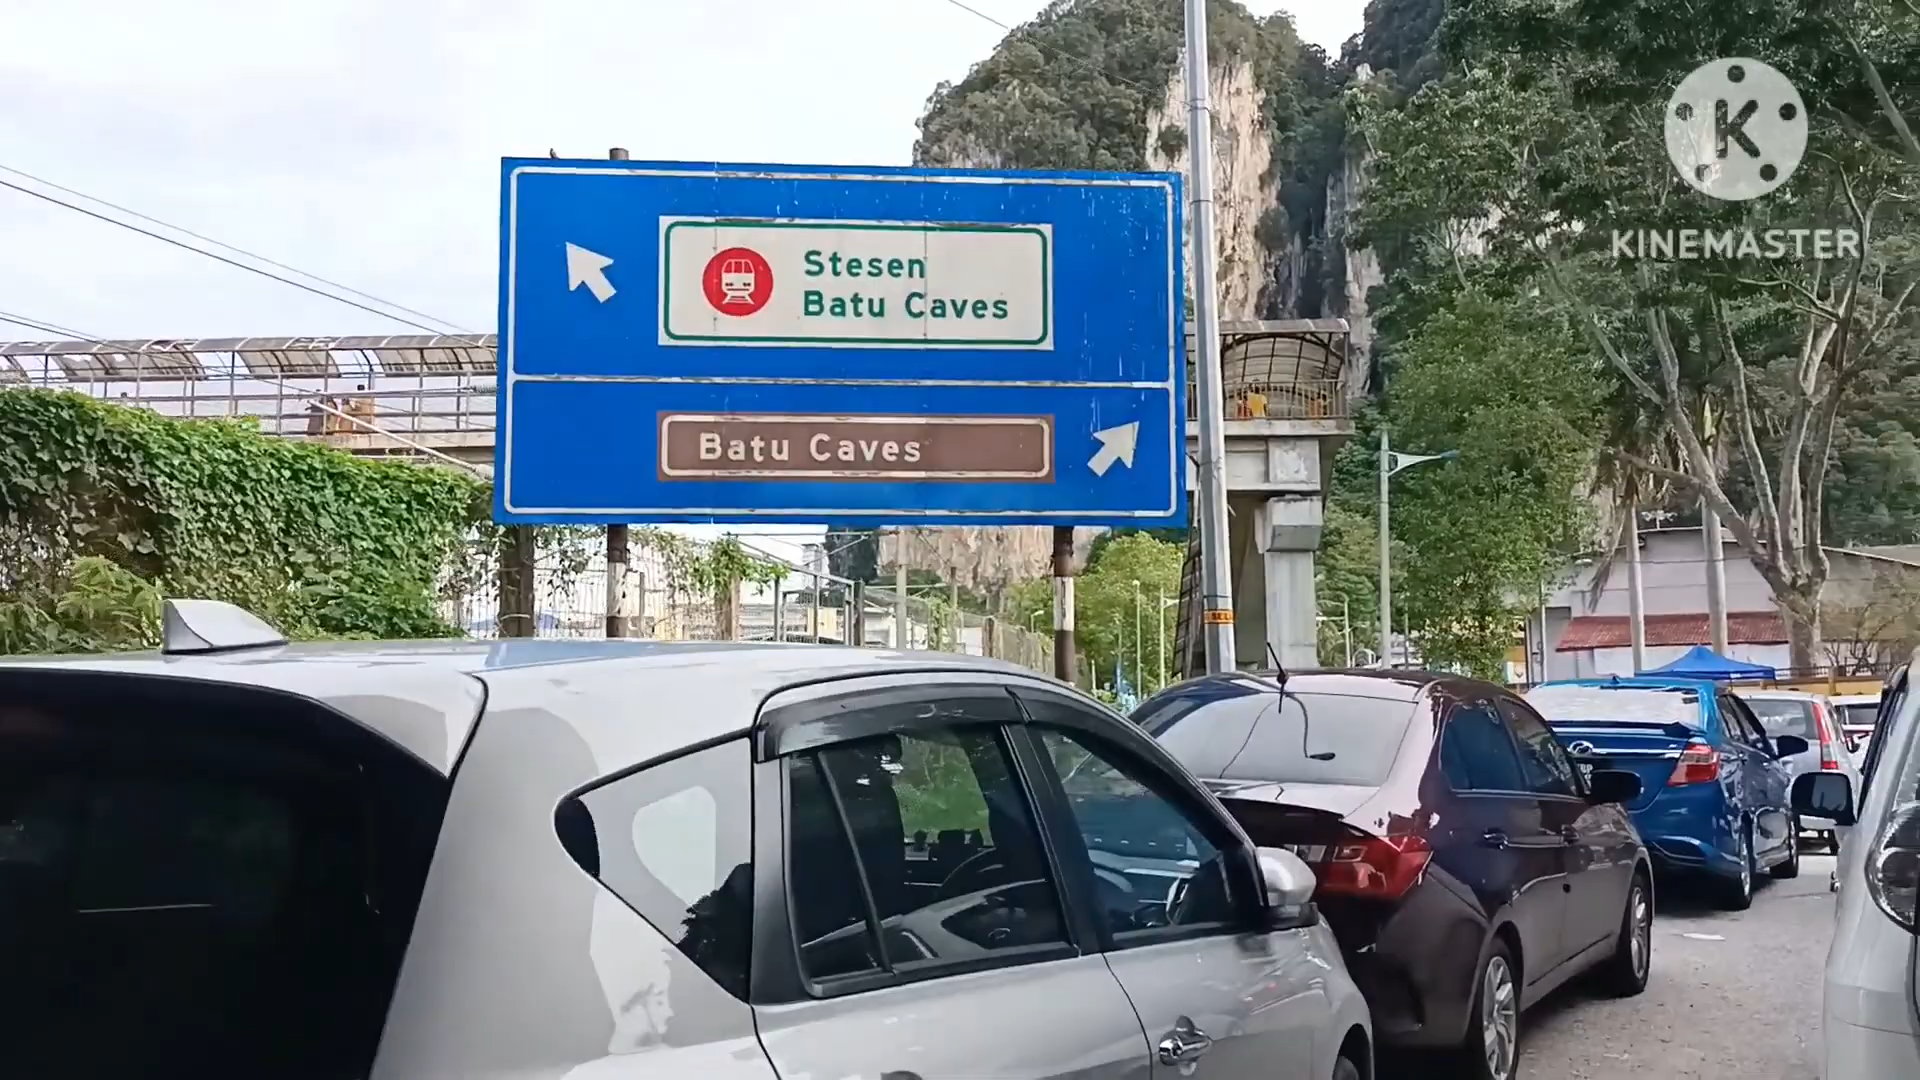 Stesen
Batu Caves
Batu Caves
K
KINEMASTER